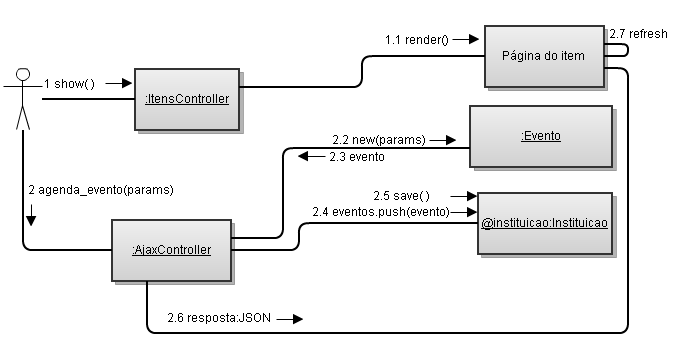 2.7 refresh
1.1 render()
Página do item
1 show( )
:ItensController
2.2 new(params)
:Evento
2.3 evento
2 agenda_evento(params)
2.5 save( )
2.4 eventos.push(evento)
@instituicao:Instituicao
:AjaxController
2.6 resposta:JSON